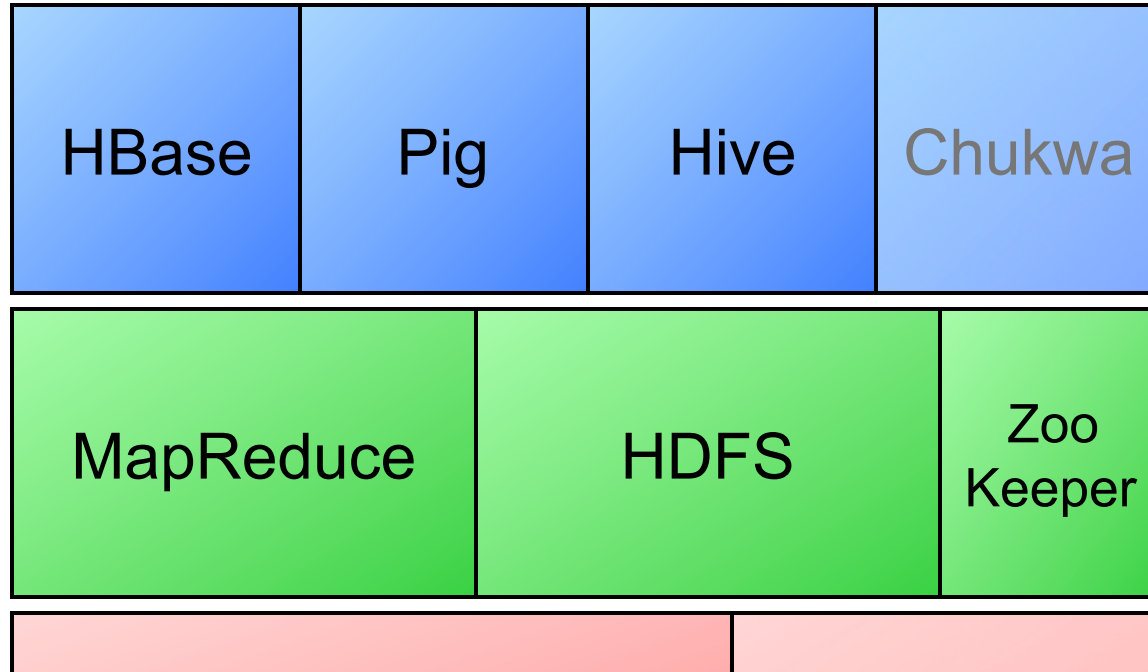 HBase
Pig
Hive
Chukwa
MapReduce
HDFS
Zoo
Keeper